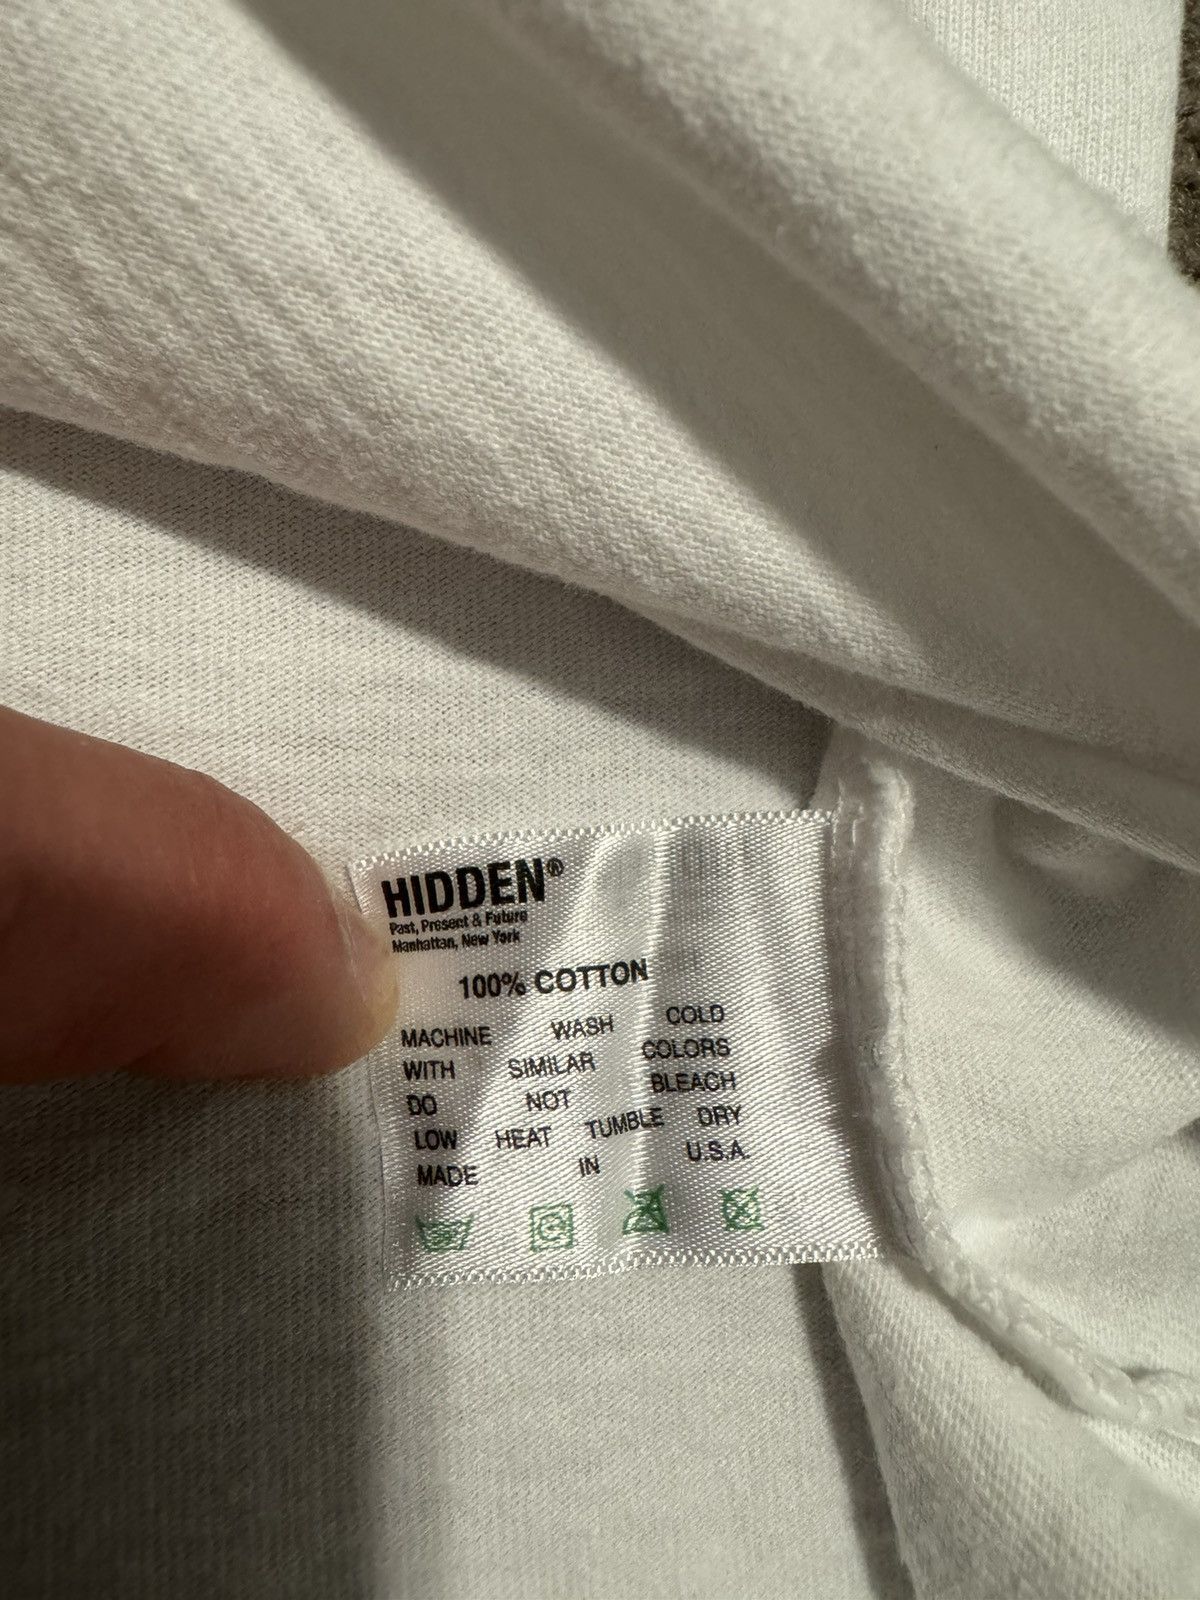 HIDDEN®
Past, Present & Future
Manhattan, New York
100% COTTON
MACHINE WASH COLD
WITH SIMILAR COLORS
DO NOT BLEACH
LOW HEAT TUMBLE DRY
MADE IN U.S.A.